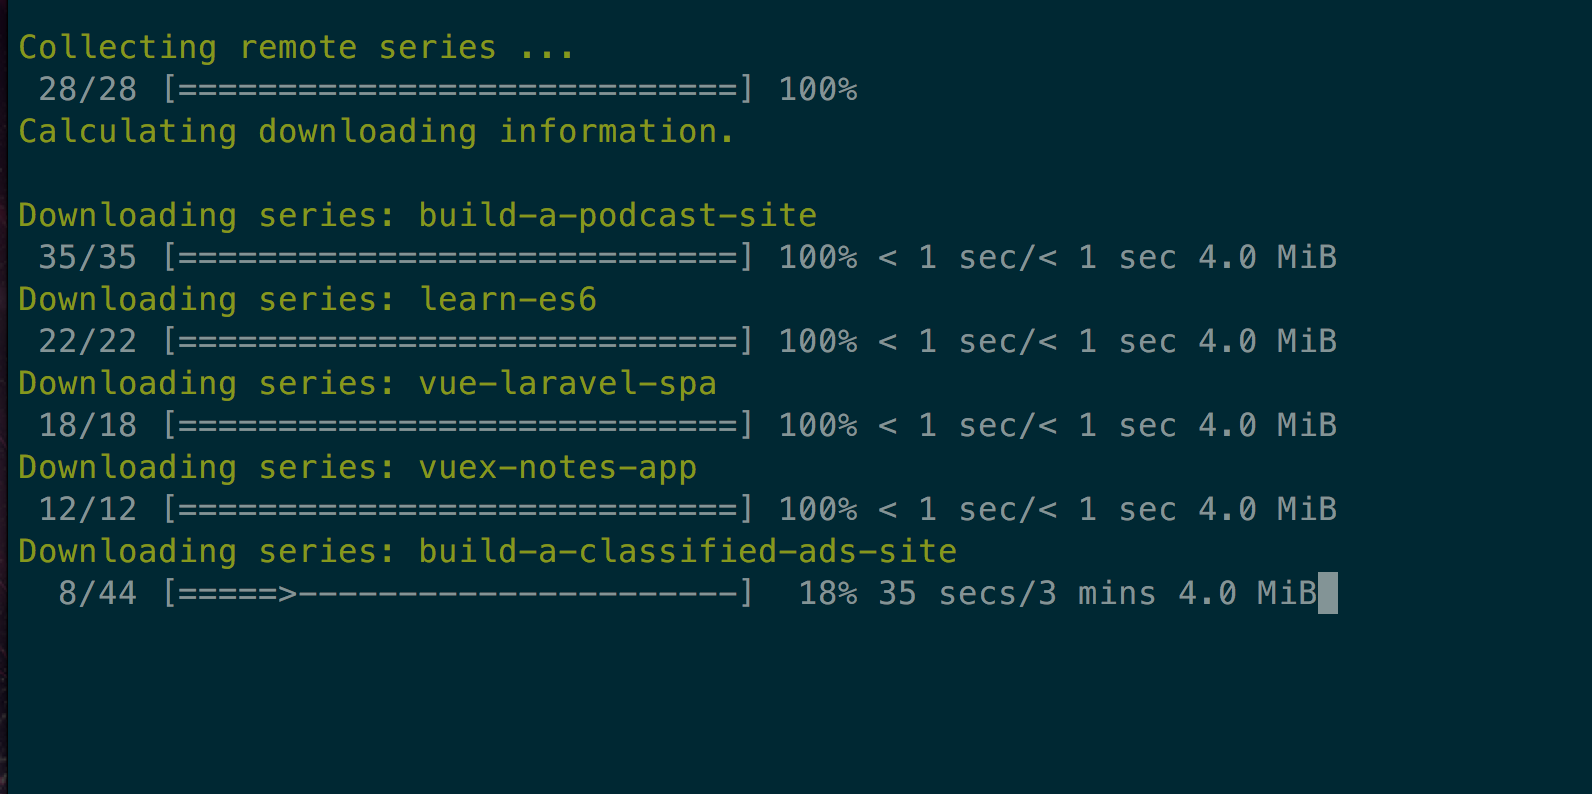 Collecting remote series ...
28/28 [============================] 100%
Calculating downloading information.
Downloading series: build-a-podcast-site
35/35 [============================] 100% < 1 sec/< 1 sec 4.0 MiB
Downloading series: learn-es6
22/22 [============================] 100% < 1 sec/< 1 sec 4.0 MiB
Downloading series: vue-laravel-spa
18/18 [============================] 100% < 1 sec/< 1 sec 4.0 MiB
Downloading series: vuex-notes-app
12/12 [============================] 100% < 1 sec/< 1 sec 4.0 MiB
Downloading series: build-a-classified-ads-site
8/44 [=====>----------------------] 18% 35 secs/3 mins 4.0 MiB